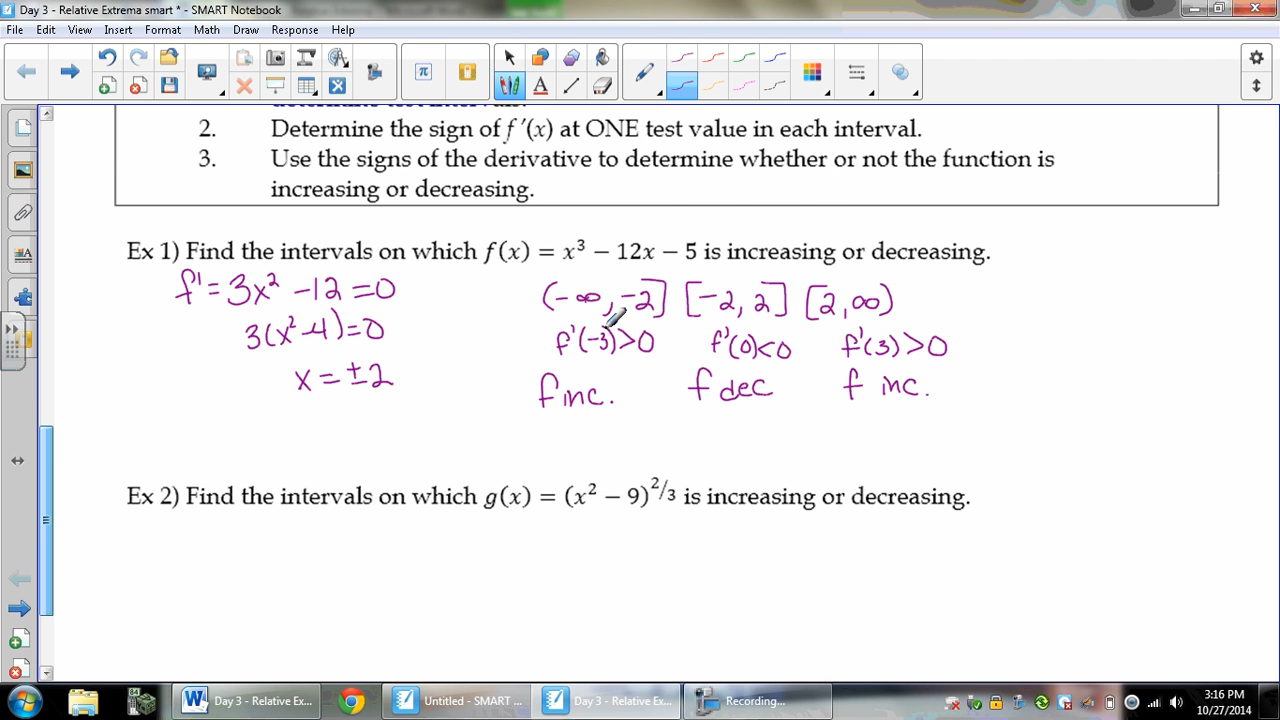 Day 3 - Relative Extrema smart * - SMART Notebook
File Edit View Insert Format Math Draw Response Help
2. Determine the sign of f ′(x) at ONE test value in each interval.
3. Use the signs of the derivative to determine whether or not the function is
increasing or decreasing.
Ex 1) Find the intervals on which f(x) = x³ − 12x − 5 is increasing or decreasing.
f' = 3x² - 12 = 0
3(x² - 4) = 0
x = ±2
(-∞, -2] [-2, 2] [2, ∞)
f'(-3) > 0 f'(0) < 0 f'(3) > 0
f inc. f dec f inc.
Ex 2) Find the intervals on which g(x) = (x² − 9)^2/3 is increasing or decreasing.
Day 3 - Relative Ex... Untitled - SMART ... Day 3 - Relative Ex... Recording...
3:16 PM
10/27/2014